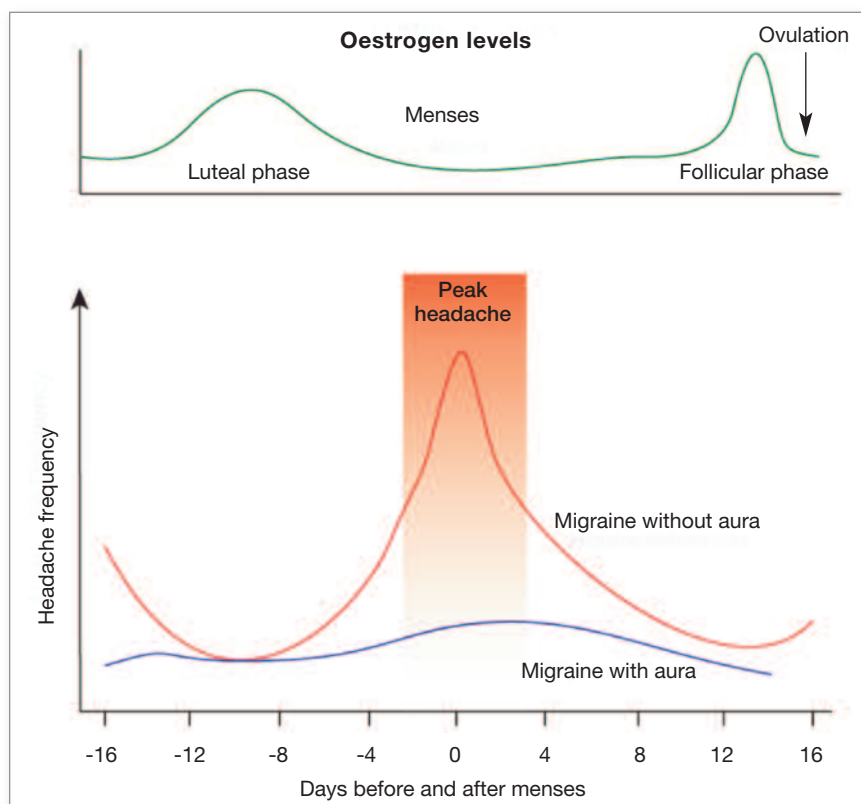 Oestrogen levels
Ovulation
Menses
Luteal phase
Follicular phase
Peak
headache
Headache frequency
Migraine without aura
Migraine with aura
-16 -12 -8 -4 0 4 8 12 16
Days before and after menses